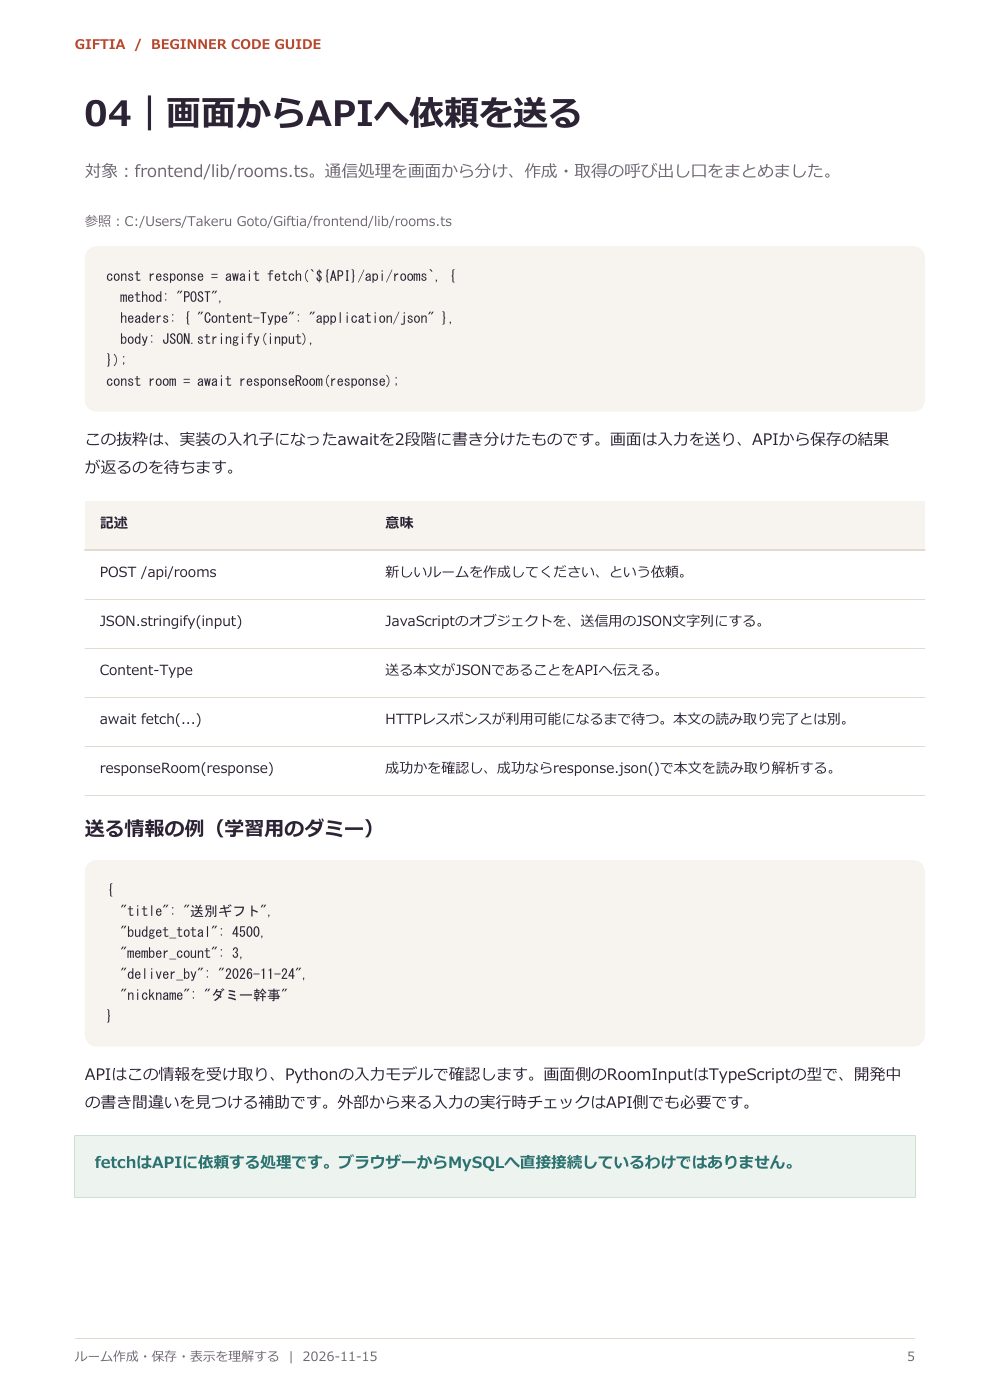 GIFTIA / BEGINNER CODE GUIDE
04｜画面からAPIへ依頼を送る
対象：frontend/lib/rooms.ts。通信処理を画面から分け、作成・取得の呼び出し口をまとめました。
参照：C:/Users/Takeru Goto/Giftia/frontend/lib/rooms.ts
const response = await fetch(`${API}/api/rooms`, {
  method: "POST",
  headers: { "Content-Type": "application/json" },
  body: JSON.stringify(input),
});
const room = await responseRoom(response);
この抜粋は、実装の入れ子になったawaitを2段階に書き分けたものです。画面は入力を送り、APIから保存の結果
が返るのを待ちます。
記述 意味
POST /api/rooms 新しいルームを作成してください、という依頼。
JSON.stringify(input) JavaScriptのオブジェクトを、送信用のJSON文字列にする。
Content-Type 送る本文がJSONであることをAPIへ伝える。
await fetch(...) HTTPレスポンスが利用可能になるまで待つ。本文の読み取り完了とは別。
responseRoom(response) 成功かを確認し、成功ならresponse.json()で本文を読み取り解析する。
送る情報の例（学習用のダミー）
{
  "title": "送別ギフト",
  "budget_total": 4500,
  "member_count": 3,
  "deliver_by": "2026-11-24",
  "nickname": "ダミー幹事"
}
APIはこの情報を受け取り、Pythonの入力モデルで確認します。画面側のRoomInputはTypeScriptの型で、開発中
の書き間違いを見つける補助です。外部から来る入力の実行時チェックはAPI側でも必要です。
fetchはAPIに依頼する処理です。ブラウザーからMySQLへ直接接続しているわけではありません。
ルーム作成・保存・表示を理解する | 2026-11-15 5